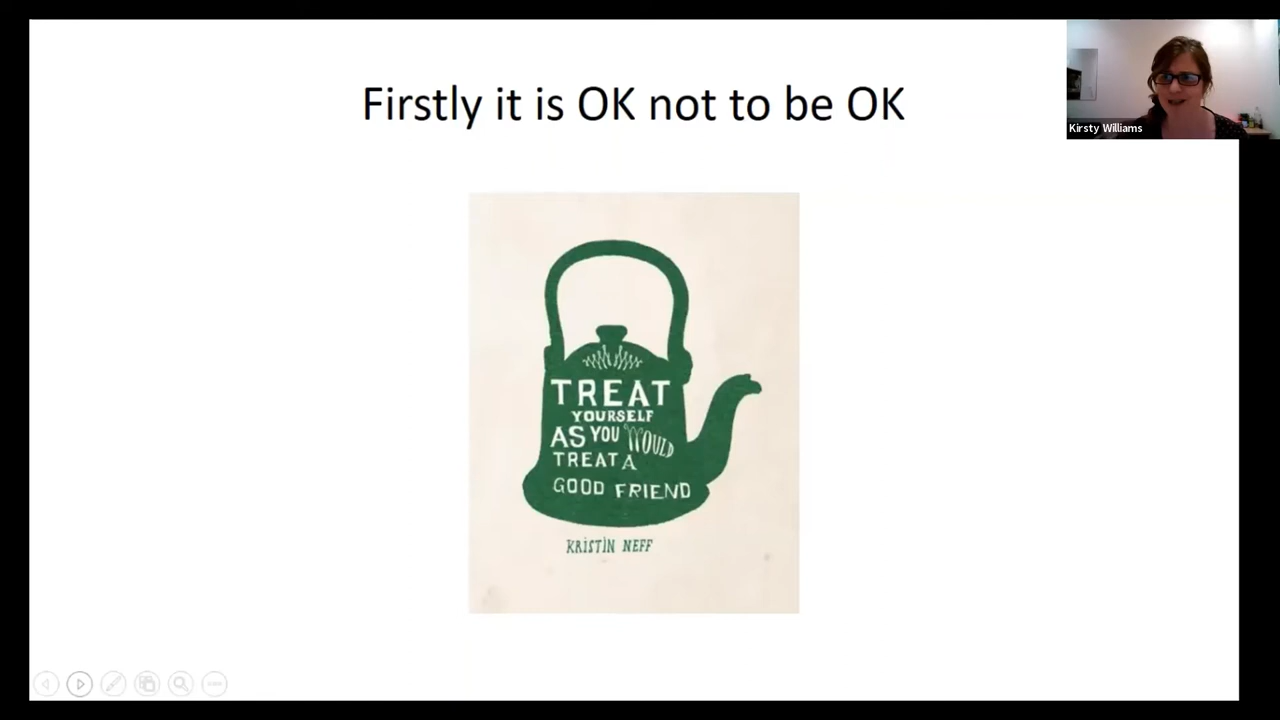 Firstly it is OK not to be OK
Kirsty Williams
TREAT
YOURSELF
AS YOU WOULD
TREAT A
GOOD FRIEND
KRISTIN NEFF